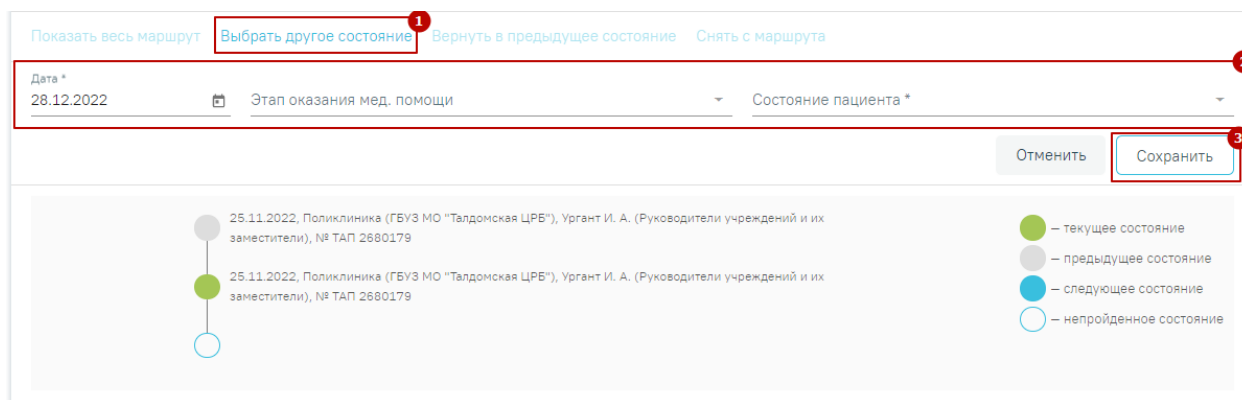 1
Показать весь маршрут Выбрать другое состояние Вернуть в предыдущее состояние Снять с маршрута
2
Дата *
28.12.2022 Этап оказания мед. помощи Состояние пациента *
3
Отменить Сохранить
25.11.2022, Поликлиника (ГБУЗ МО "Талдомская ЦРБ"), Ургант И. А. (Руководители учреждений и их
заместители), № ТАП 2680179
25.11.2022, Поликлиника (ГБУЗ МО "Талдомская ЦРБ"), Ургант И. А. (Руководители учреждений и их
заместители), № ТАП 2680179
– текущее состояние
– предыдущее состояние
– следующее состояние
– непройденное состояние